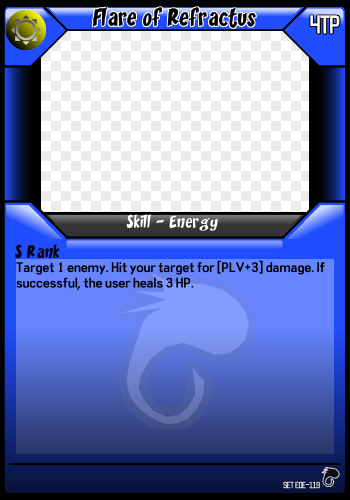 Flare of Refractus
4TP
Skill - Energy
S Rank
Target 1 enemy. Hit your target for [PLV+3] damage. If
successful, the user heals 3 HP.
SET EDE-119